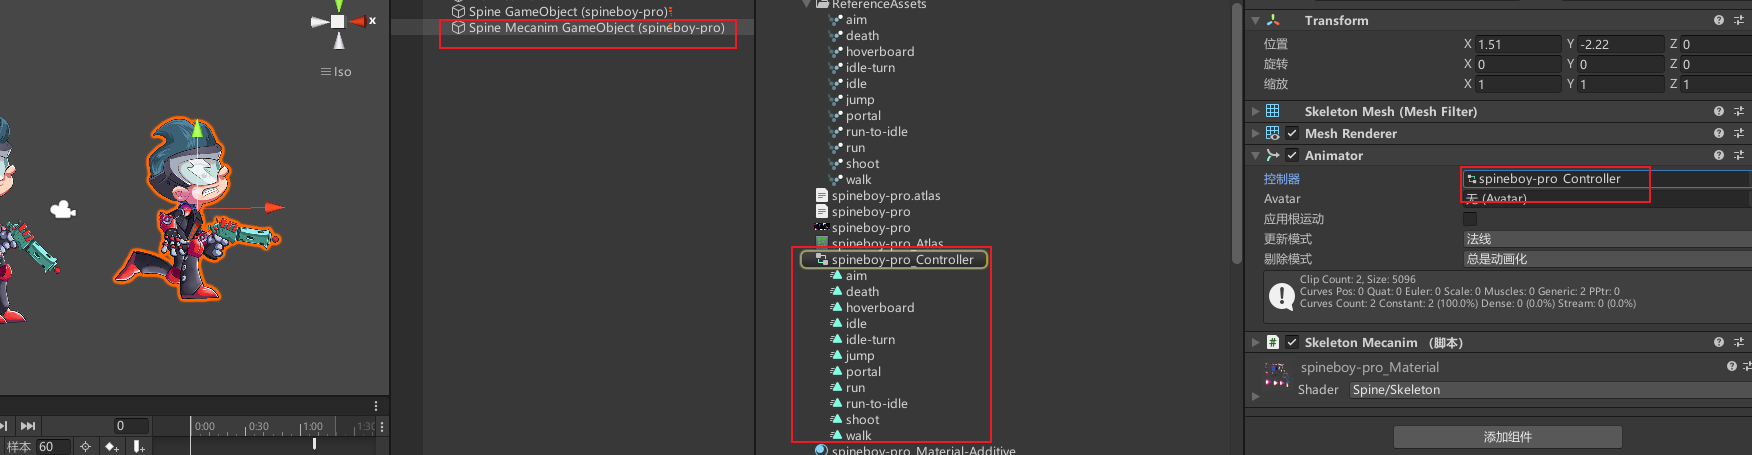 x
Iso
0
0:00
0:30
1:00
1:30
样本
60
Spine GameObject (spineboy-pro)
Spine Mecanim GameObject (spineboy-pro)
ReferenceAssets
aim
death
hoverboard
idle-turn
idle
jump
portal
run-to-idle
run
shoot
walk
spineboy-pro.atlas
spineboy-pro
spineboy-pro
spineboy-pro_Atlas
spineboy-pro_Controller
aim
death
hoverboard
idle
idle-turn
jump
portal
run
run-to-idle
shoot
walk
spineboy-pro_Material-Additive
Transform
位置 X 1.51 Y -2.22 Z 0
旋转 X 0 Y 0 Z 0
缩放 X 1 Y 1 Z 1
Skeleton Mesh (Mesh Filter)
Mesh Renderer
Animator
控制器 spineboy-pro Controller
Avatar 无 (Avatar)
应用根运动
更新模式 法线
剔除模式 总是动画化
Clip Count: 2, Size: 5096
Curves Pos: 0 Quat: 0 Euler: 0 Scale: 0 Muscles: 0 Generic: 2 PPtr: 0
Curves Count: 2 Constant: 2 (100.0%) Dense: 0 (0.0%) Stream: 0 (0.0%)
# Skeleton Mecanim （脚本）
spineboy-pro_Material
Shader Spine/Skeleton
添加组件